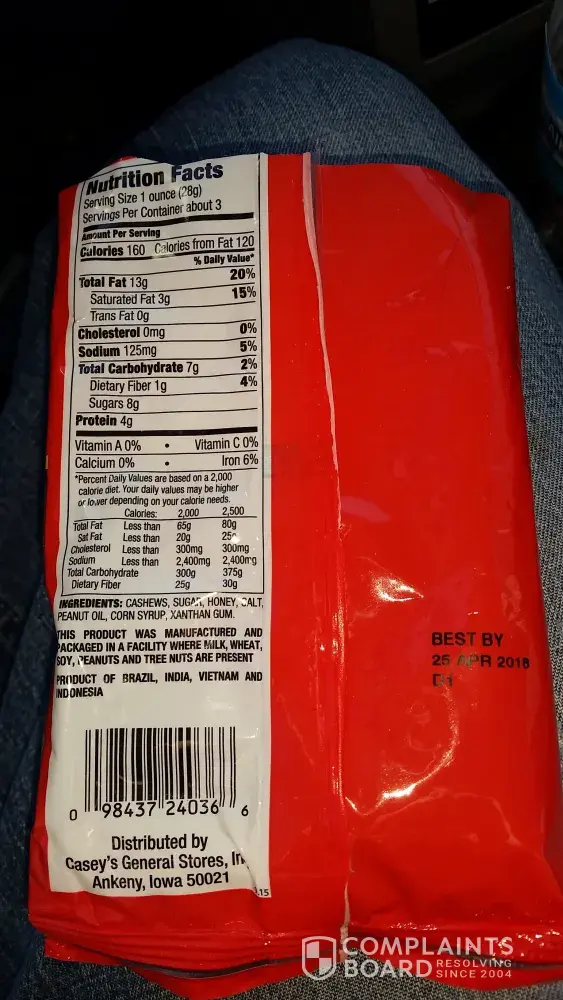 Nutrition Facts
Serving Size 1 ounce (28g)
Servings Per Container about 3
Amount Per Serving
Calories 160 Calories from Fat 120
% Daily Value*
Total Fat 13g 20%
Saturated Fat 3g 15%
Trans Fat 0g
Cholesterol 0mg 0%
Sodium 125mg 5%
Total Carbohydrate 7g 2%
Dietary Fiber 1g 4%
Sugars 8g
Protein 4g
Vitamin A 0% • Vitamin C 0%
Calcium 0% • Iron 6%
*Percent Daily Values are based on a 2,000
calorie diet. Your daily values may be higher
or lower depending on your calorie needs.
Calories: 2,000 2,500
Total Fat Less than 65g 80g
Sat Fat Less than 20g 25g
Cholesterol Less than 300mg 300mg
Sodium Less than 2,400mg 2,400mg
Total Carbohydrate 300g 375g
Dietary Fiber 25g 30g
INGREDIENTS: CASHEWS, SUGAR, HONEY, SALT,
PEANUT OIL, CORN SYRUP, XANTHAN GUM.
THIS PRODUCT WAS MANUFACTURED AND
PACKAGED IN A FACILITY WHERE MILK, WHEAT,
SOY, PEANUTS AND TREE NUTS ARE PRESENT
PRODUCT OF BRAZIL, INDIA, VIETNAM AND
INDONESIA
BEST BY
25 APR 2018
0 98437 24036 6
Distributed by
Casey's General Stores, In
Ankeny, Iowa 50021
COMPLAINTS
BOARD RESOLVING
SINCE 2004